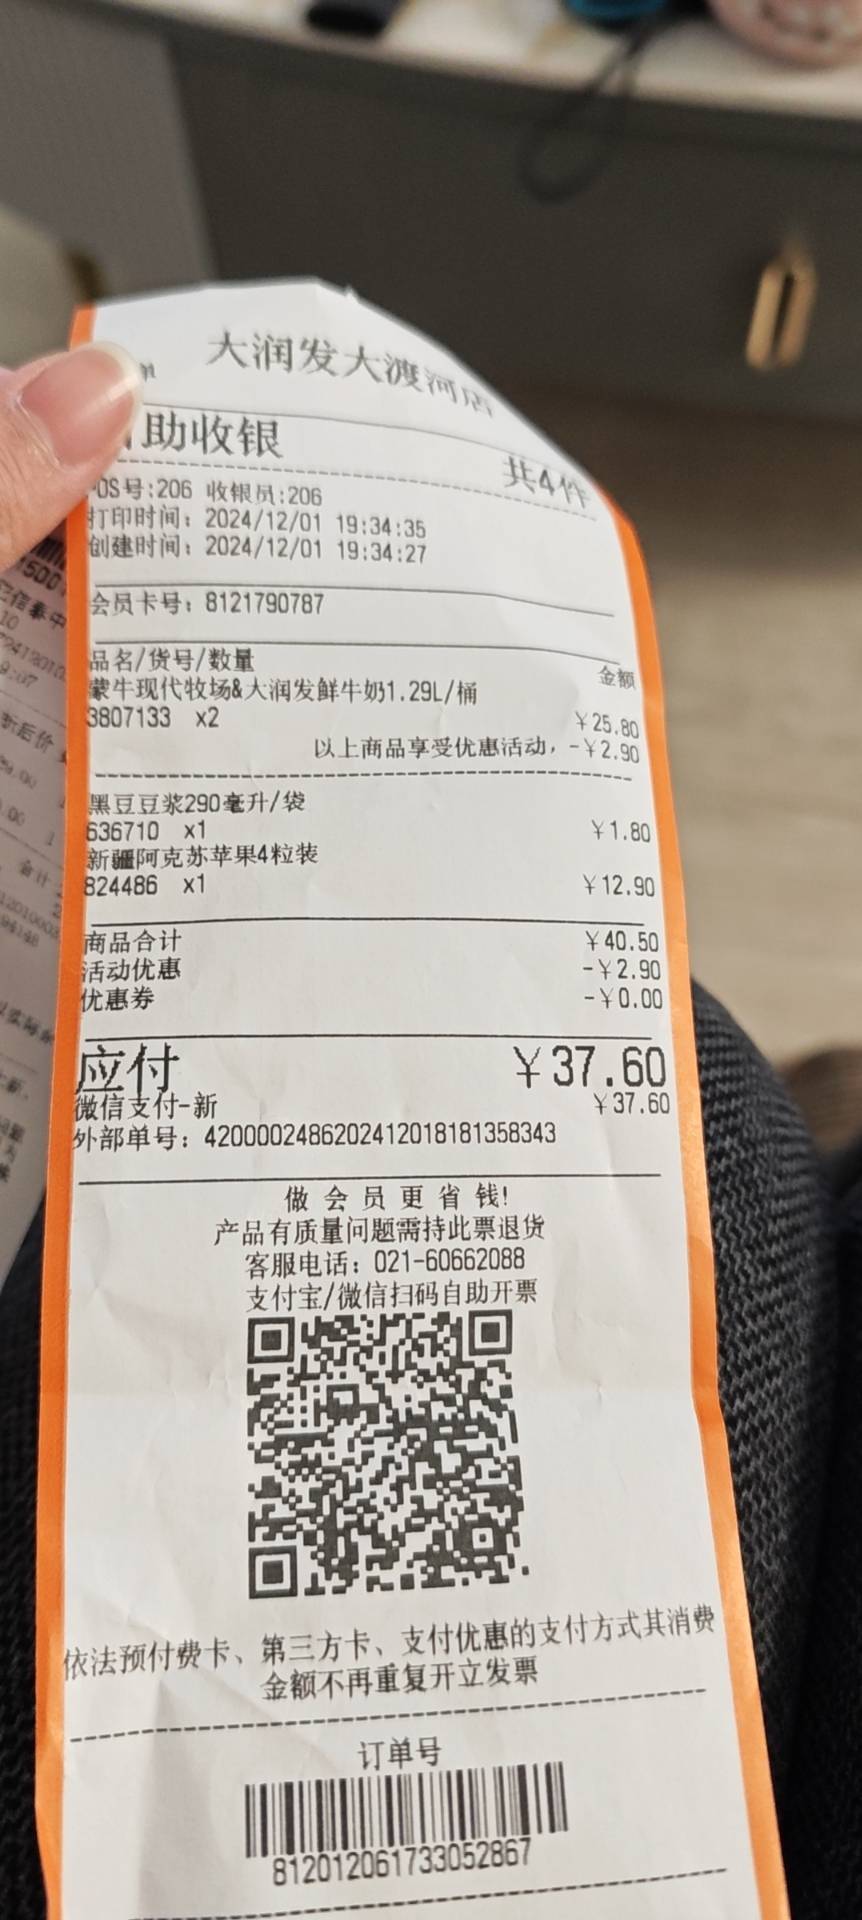 大润发大渡河店
助收银
共4件
POS号:206 收银员:206
打印时间：2024/12/01 19:34:35
创建时间：2024/12/01 19:34:27
会员卡号：8121790787
品名/货号/数量 金额
蒙牛现代牧场&大润发鲜牛奶1.29L/桶
3807133 x2 ￥25.80
以上商品享受优惠活动，-￥2.90
黑豆豆浆290毫升/袋
636710 x1 ￥1.80
新疆阿克苏苹果4粒装
824486 x1 ￥12.90
商品合计 ￥40.50
活动优惠 -￥2.90
优惠券 -￥0.00
应付 ￥37.60
微信支付-新 ￥37.60
外部单号：4200002486202412018181358343
做会员更省钱!
产品有质量问题需持此票退货
客服电话：021-60662088
支付宝/微信扫码自助开票
依法预付费卡、第三方卡、支付优惠的支付方式其消费
金额不再重复开立发票
订单号
812012061733052867